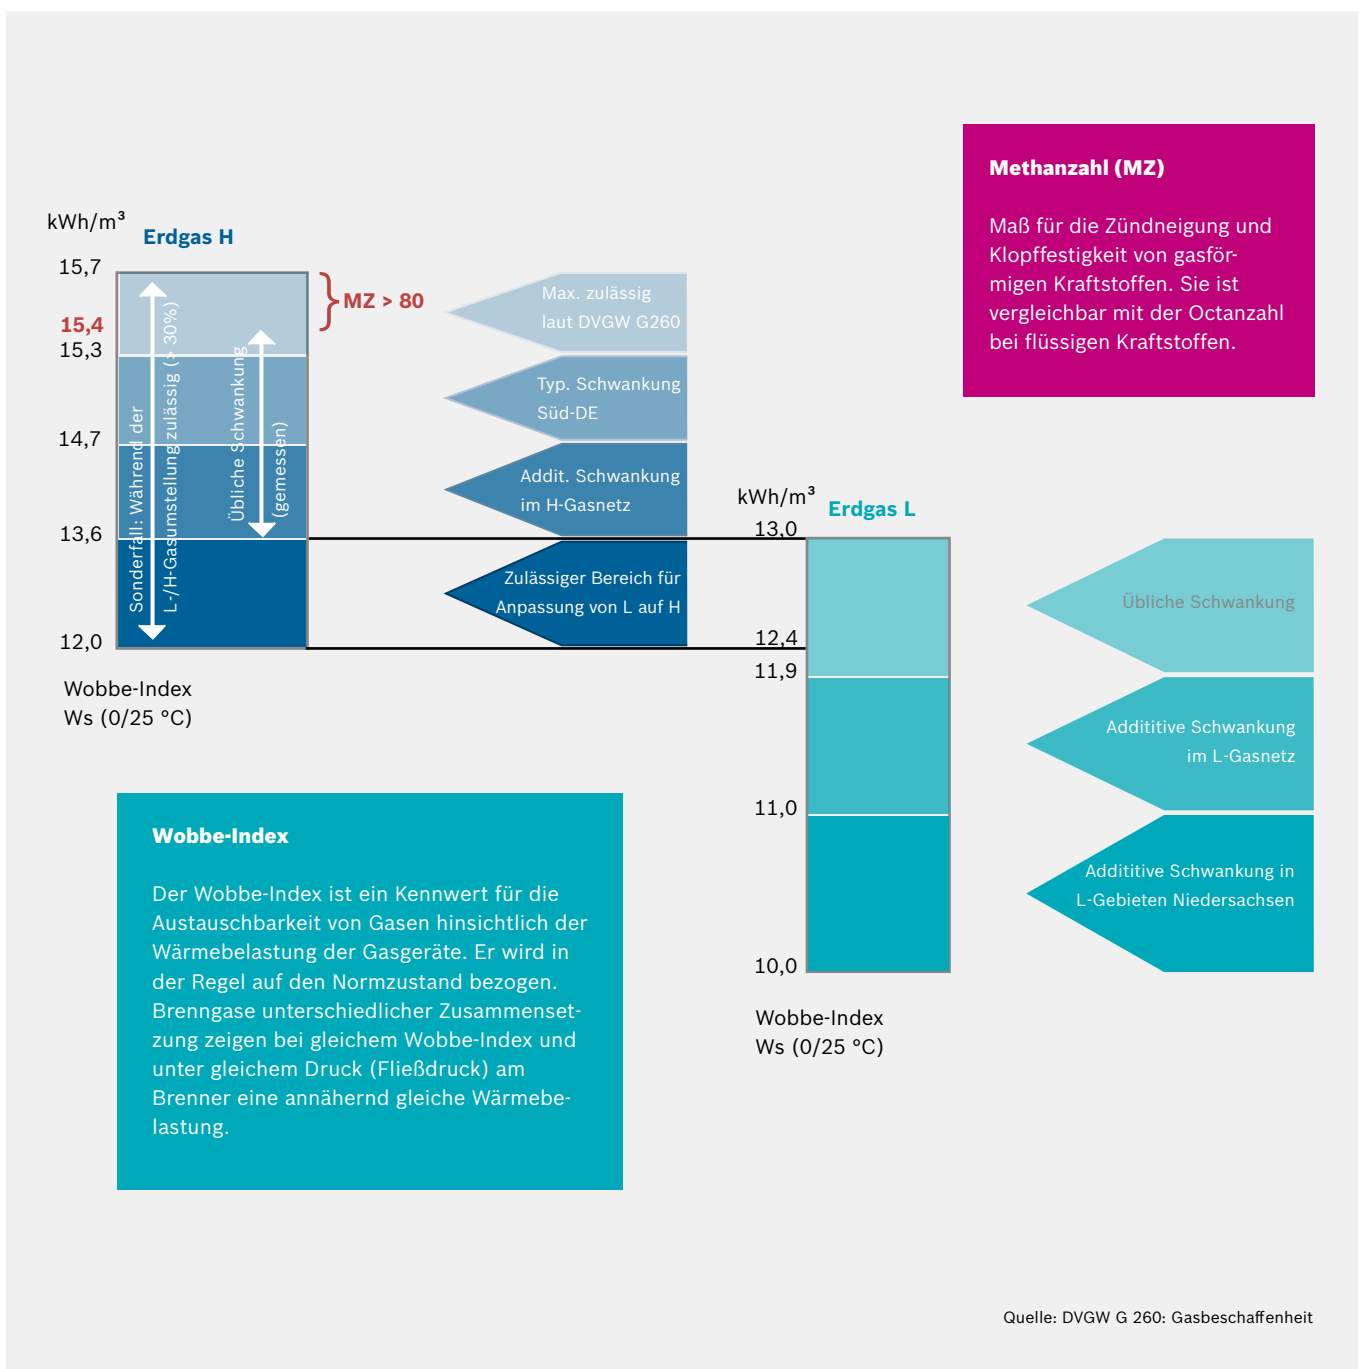 Methanzahl (MZ)
Maß für die Zündneigung und
Klopffestigkeit von gasför-
migen Kraftstoffen. Sie ist
vergleichbar mit der Octanzahl
bei flüssigen Kraftstoffen.
kWh/m³
Erdgas H
15,7
15,4
15,3
14,7
13,6
12,0
Sonderfall: Während der
L-/H-Gasumstellung zulässig (> 30%)
Übliche Schwankung
(gemessen)
MZ > 80
Max. zulässig
laut DVGW G260
Typ. Schwankung
Süd-DE
Addit. Schwankung
im H-Gasnetz
Zulässiger Bereich für
Anpassung von L auf H
Wobbe-Index
Ws (0/25 °C)
kWh/m³
Erdgas L
13,0
12,4
11,9
11,0
10,0
Übliche Schwankung
Addititive Schwankung
im L-Gasnetz
Addititive Schwankung in
L-Gebieten Niedersachsen
Wobbe-Index
Ws (0/25 °C)
Wobbe-Index
Der Wobbe-Index ist ein Kennwert für die
Austauschbarkeit von Gasen hinsichtlich der
Wärmebelastung der Gasgeräte. Er wird in
der Regel auf den Normzustand bezogen.
Brenngase unterschiedlicher Zusammenset-
zung zeigen bei gleichem Wobbe-Index und
unter gleichem Druck (Fließdruck) am
Brenner eine annähernd gleiche Wärmebe-
lastung.
Quelle: DVGW G 260: Gasbeschaffenheit